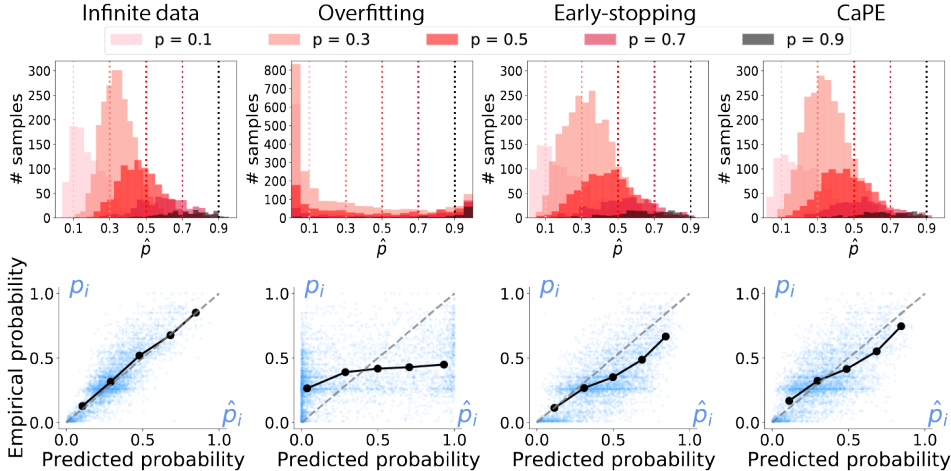 Infinite data Overfitting Early-stopping CaPE
p = 0.1 p = 0.3 p = 0.5 p = 0.7 p = 0.9
# samples
300
250
200
150
100
50
0
0.1 0.3 0.5 0.7 0.9
p̂
# samples
800
700
600
500
400
300
200
100
0
0.1 0.3 0.5 0.7 0.9
p̂
# samples
300
250
200
150
100
50
0
0.1 0.3 0.5 0.7 0.9
p̂
# samples
300
250
200
150
100
50
0
0.1 0.3 0.5 0.7 0.9
p̂
Empirical probability
1.0
0.5
0.0
pᵢ
p̂ᵢ
0.0 0.5 1.0
Predicted probability
1.0
0.5
0.0
pᵢ
p̂ᵢ
0.0 0.5 1.0
Predicted probability
1.0
0.5
0.0
pᵢ
p̂ᵢ
0.0 0.5 1.0
Predicted probability
1.0
0.5
0.0
pᵢ
p̂ᵢ
0.0 0.5 1.0
Predicted probability